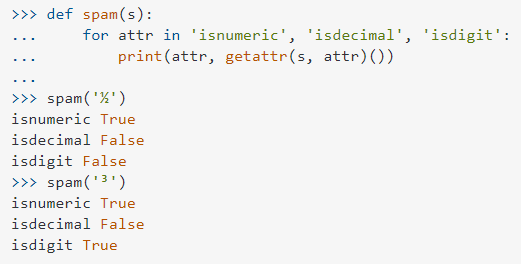 >>> def spam(s):
...     for attr in 'isnumeric', 'isdecimal', 'isdigit':
...         print(attr, getattr(s, attr)())
...
>>> spam('½')
isnumeric True
isdecimal False
isdigit False
>>> spam('³')
isnumeric True
isdecimal False
isdigit True